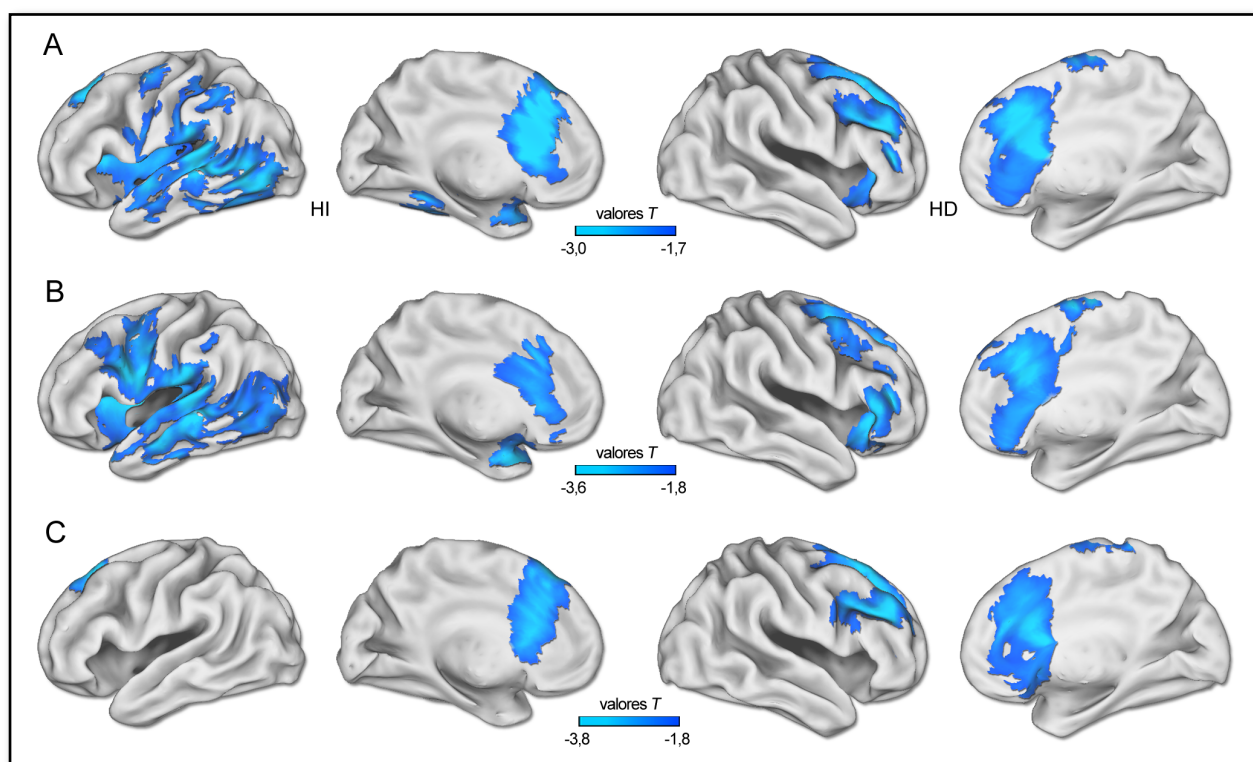 A
HI
HD
valores T
-3,0 -1,7
B
valores T
-3,6 -1,8
C
valores T
-3,8 -1,8